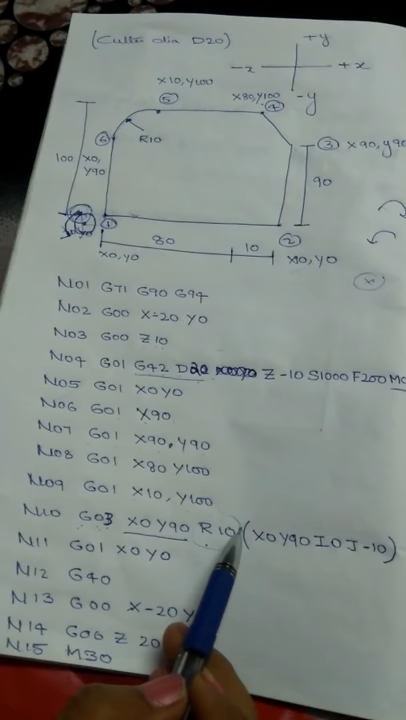 (Cutter dia D20)
+y
-x +x
-y
X10,Y100
X80,Y100
5
4
R10
3 X90,Y90
6
100 X0,
Y90
90
1
80
10
2
X0,Y0
X90,Y0
N01 G71 G90 G94
N02 G00 X-20 Y0
N03 G00 Z10
N04 G01 G42 D20 Z-10 S1000 F200
N05 G01 X0Y0
N06 G01 X90
N07 G01 X90,Y90
N08 G01 X80 Y100
N09 G01 X10,Y100
N10 G03 X0 Y90 R10 (X0 Y90 I0 J-10)
N11 G01 X0Y0
N12 G40
N13 G00 X-20 Y
N14 G00 Z 20
N15 M30